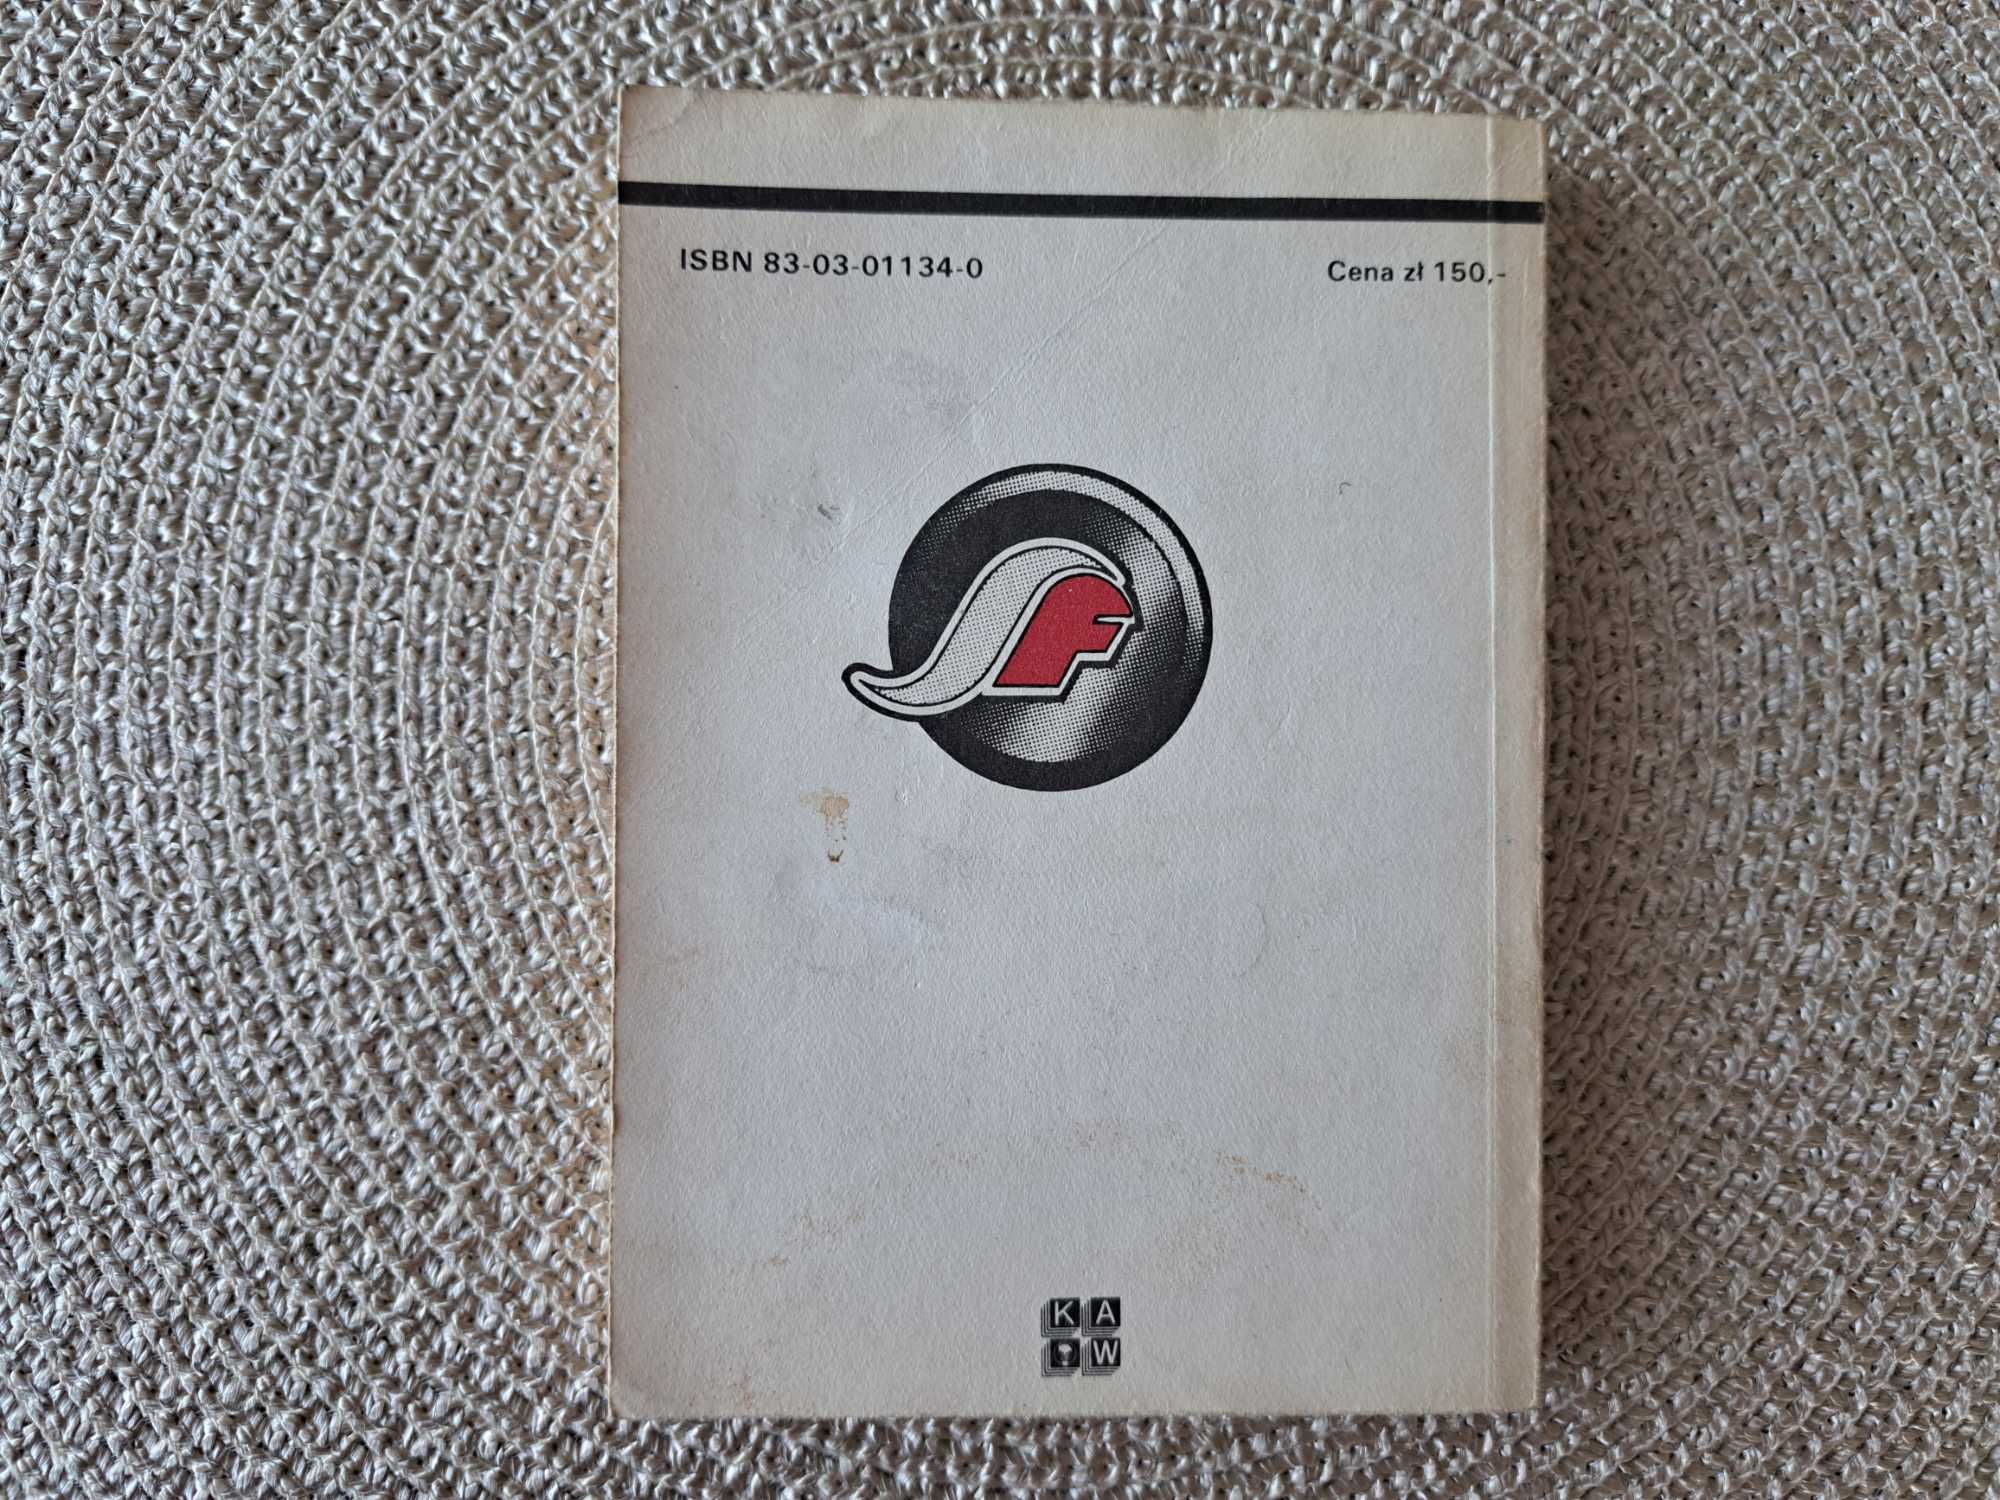 ISBN 83-03-01134-0
Cena zł 150,-
SF
K A
W